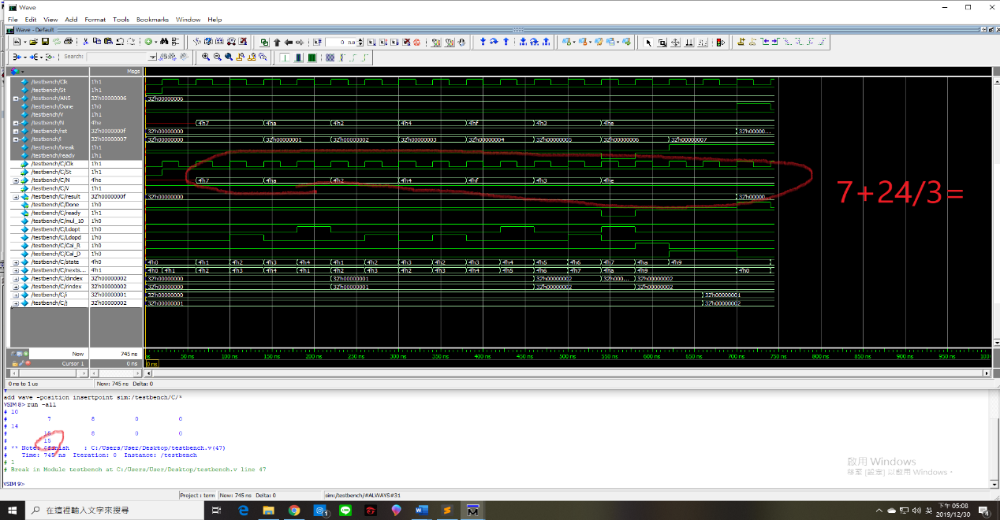 Wave
File Edit View Add Format Tools Bookmarks Window Help
Wave - Default
0 ns
Search:
Msgs
/testbench/Clk 1'h1
/testbench/St 1'h1
/testbench/ANS 32'h00000006 32'h00000006
/testbench/Done 1'h0
/testbench/V 1'h1
/testbench/N 4'he 4'h7 4'ha 4'h2 4'h4 4'hf 4'h3 4'he
/testbench/rst 32'h0000000f 32'h00000000 32'h0000...
/testbench/i 32'h00000007 32'h00000000 32'h00000001 32'h00000002 32'h00000003 32'h00000004 32'h00000005 32'h00000006 32'h00000007
/testbench/break 1'h1
/testbench/ready 1'h1
/testbench/C/Clk 1'h1
/testbench/C/St 1'h1
/testbench/C/N 4'he 4'h7 4'ha 4'h2 4'h4 4'hf 4'h3 4'he
/testbench/C/V 1'h1
/testbench/C/result 32'h0000000f 32'h00000000 32'h0000...
/testbench/C/Done 1'h0
/testbench/C/ready 1'h1
/testbench/C/mul_10 1'h0
/testbench/C/Ldopt 1'h0
/testbench/C/Ldopd 1'h0
/testbench/C/Cal_R 1'h0
/testbench/C/Cal_D 1'h0
/testbench/C/state 4'h0 4'h0 4'h1 4'h2 4'h3 4'h4 4'h1 4'h2 4'h3 4'h2 4'h3 4'h4 4'h5 4'h6 4'h7 4'ha 4'h9
/testbench/C/nexts... 4'h1 4'h0 4'h1 4'h2 4'h3 4'h4 4'h1 4'h2 4'h3 4'h2 4'h3 4'h4 4'h5 4'h6 4'h7 4'ha 4'h9 4'h0
/testbench/C/dindex 32'h00000002 32'h00000000 32'h00000001 32'h00000002 32'h000... 32'h00000002
/testbench/C/rindex 32'h00000002 32'h00000000 32'h00000001 32'h00000002 32'h00000002
/testbench/C/i 32'h00000001 32'h00000000 32'h00000001
/testbench/C/j 32'h00000002 32'h00000001 32'h00000002
7+24/3=
Now 745 ns
50 ns 100 ns 150 ns 200 ns 250 ns 300 ns 350 ns 400 ns 450 ns 500 ns 550 ns 600 ns 650 ns 700 ns 750 ns 800 ns 850 ns 900 ns 950 ns
Cursor 1 0 ns 0 ns
0 ns to 1 us Now: 745 ns Delta: 0
add wave -position insertpoint sim:/testbench/C/*
VSIM 8> run -all
# 10
# 7 8 0 0
# 14
# 15 8 0 0
# 15
# ** Note: $finish : C:/Users/User/Desktop/testbench.v(47)
# Time: 745 ns Iteration: 0 Instance: /testbench
# 1
# Break in Module testbench at C:/Users/User/Desktop/testbench.v line 47
VSIM 9>
啟用 Windows
移至 [設定] 以啟用 Windows。
Project : term Now: 745 ns Delta: 0 sim:/testbench/#ALWAYS#31
在這裡輸入文字來搜尋
下午 05:08
英
2019/12/30